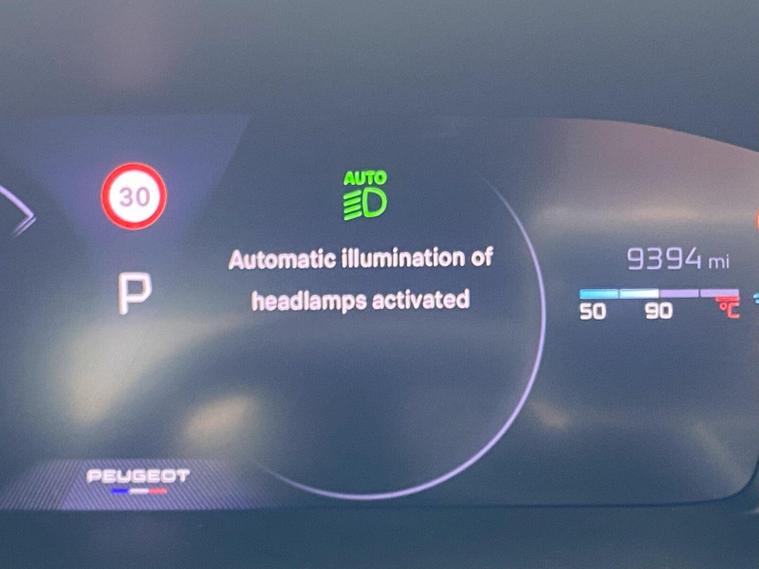 30
AUTO
Automatic illumination of
headlamps activated
P
9394 mi
50 90 °C
PEUGEOT